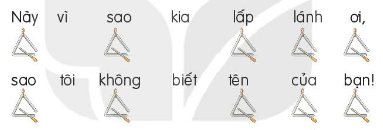 Này vì sao kia lấp lánh ơi,
sao tôi không biết tên của bạn!